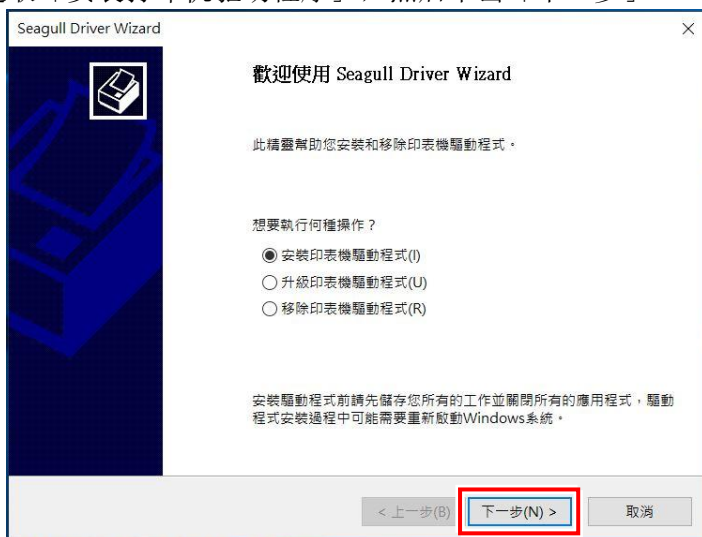 Seagull Driver Wizard
歡迎使用 Seagull Driver Wizard
此精靈幫助您安裝和移除印表機驅動程式。
想要執行何種操作？
安裝印表機驅動程式(I)
升級印表機驅動程式(U)
移除印表機驅動程式(R)
安裝驅動程式前請先儲存您所有的工作並關閉所有的應用程式，驅動
程式安裝過程中可能需要重新啟動Windows系統。
< 上一步(B)
下一步(N) >
取消